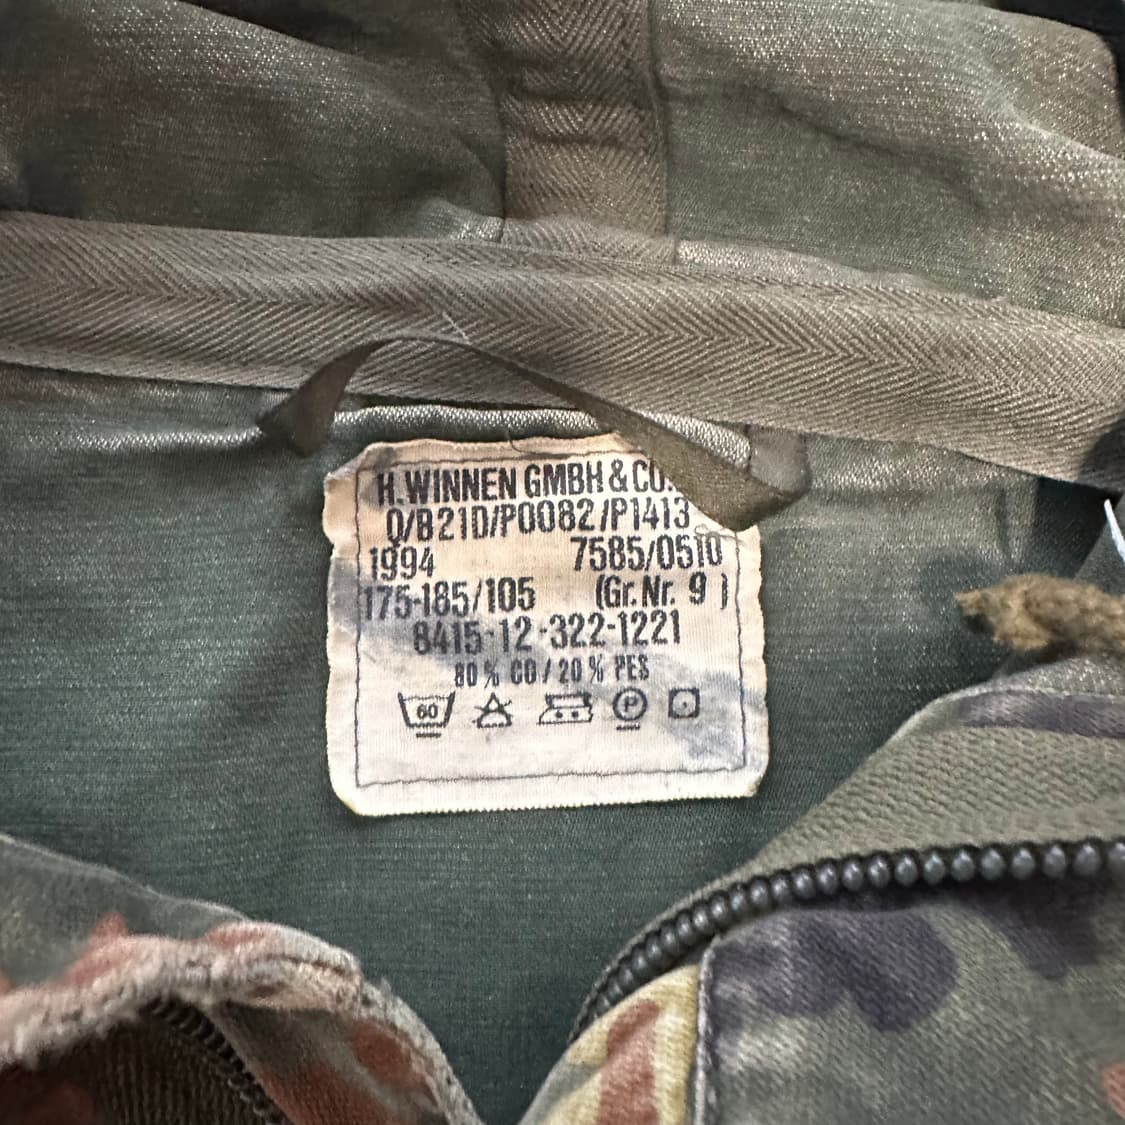 H.WINNEN GMBH & CO.
Q/B21D/P0082/P1413
1994 7585/0510
175-185/105 (Gr.Nr. 9 )
8415-12-322-1221
80% CO / 20% PES
60 P